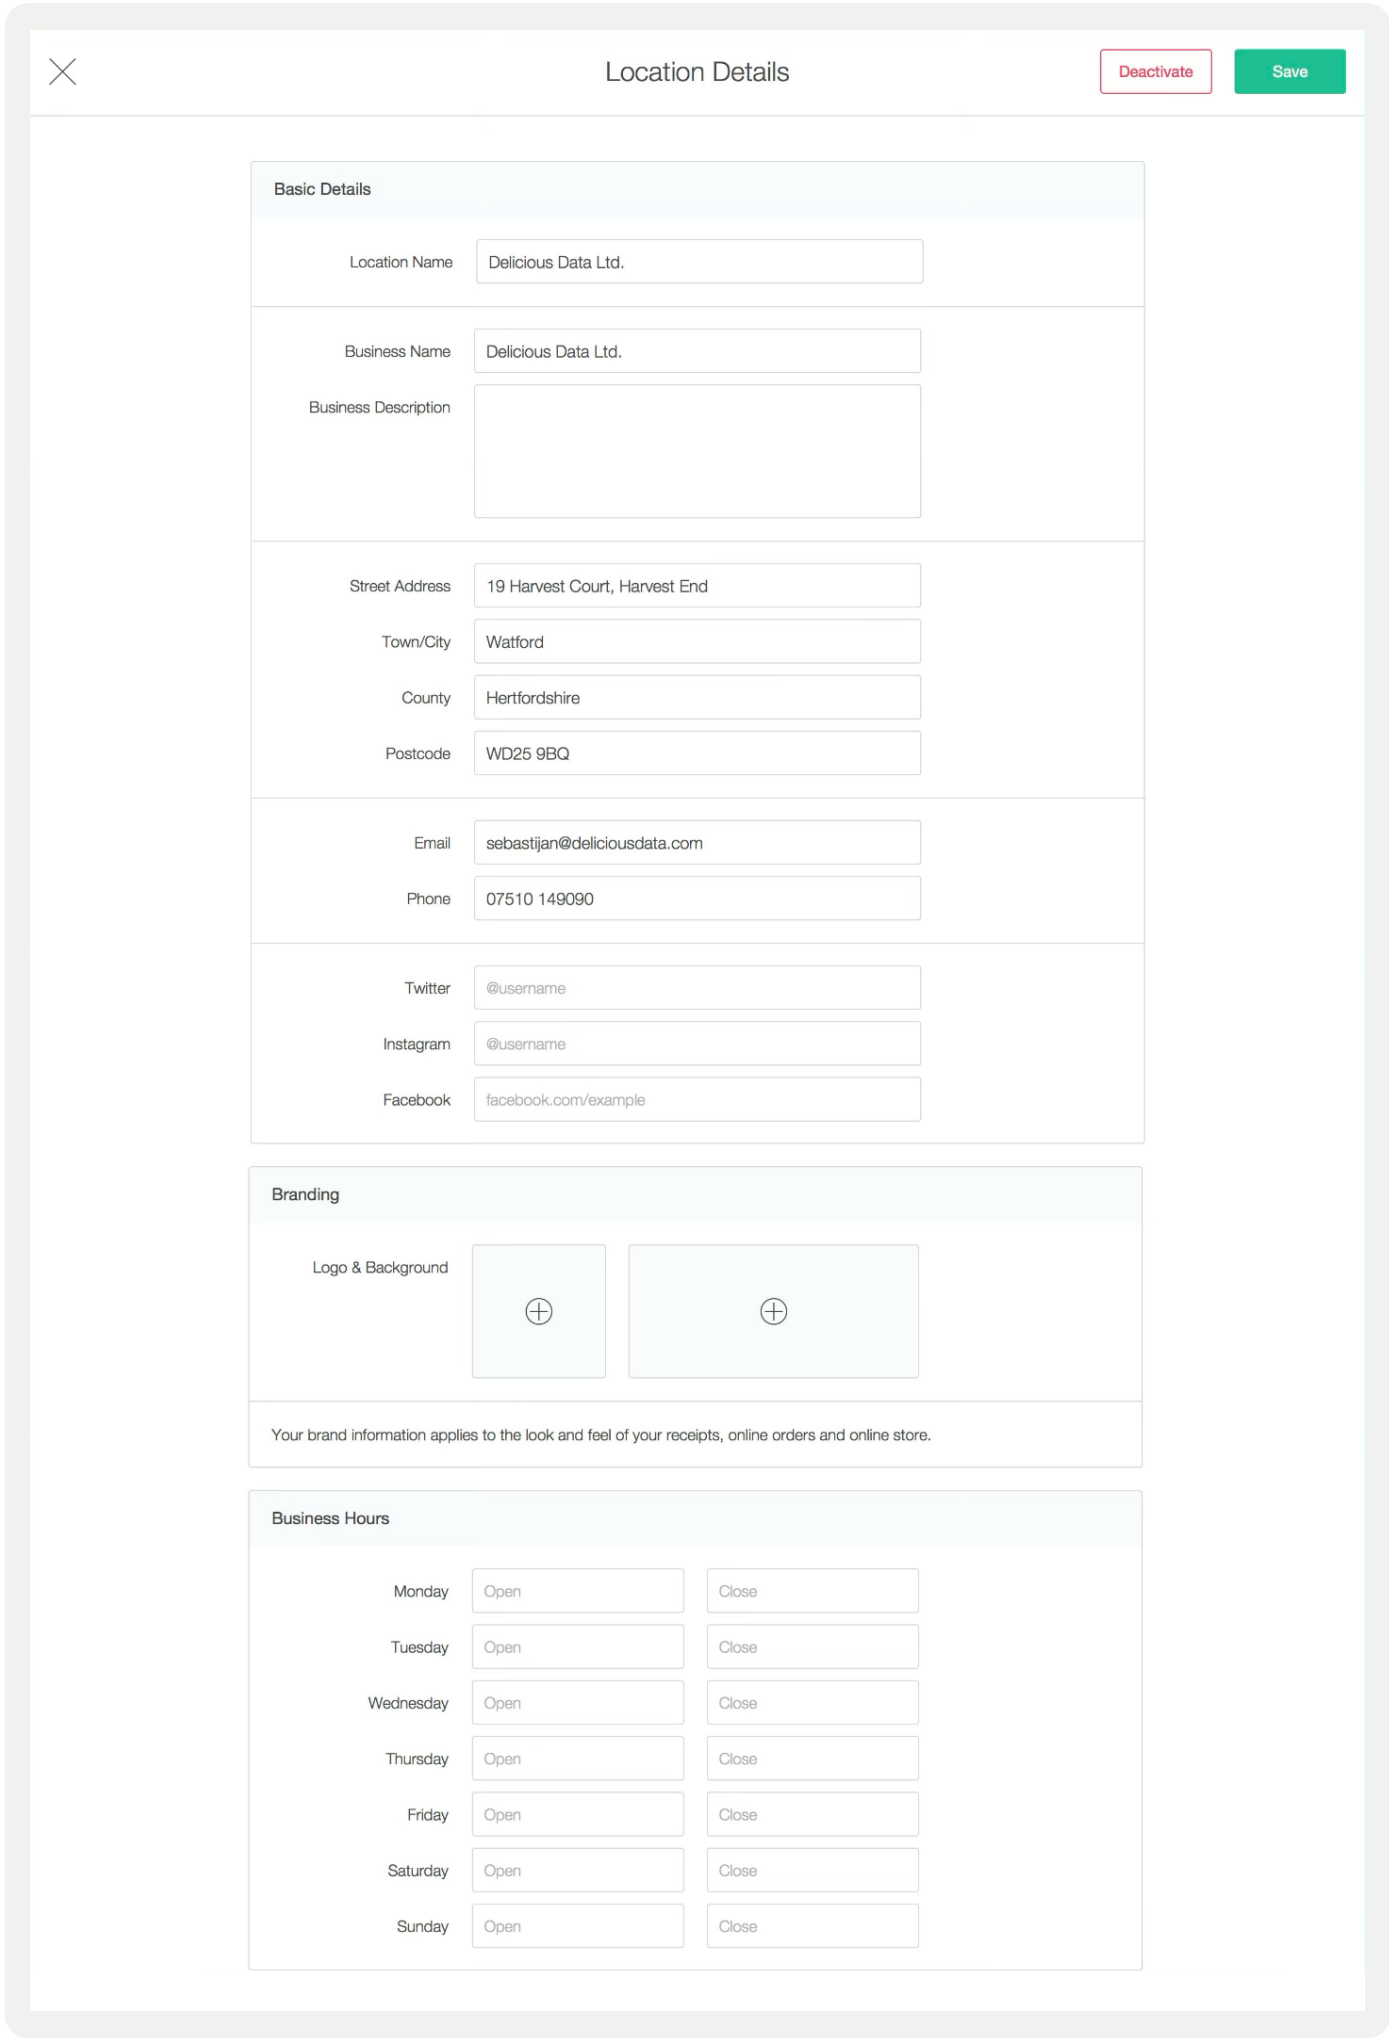 Location Details
Deactivate
Save
Basic Details
Location Name
Delicious Data Ltd.
Business Name
Delicious Data Ltd.
Business Description
Street Address
19 Harvest Court, Harvest End
Town/City
Watford
County
Hertfordshire
Postcode
WD25 9BQ
Email
sebastijan@deliciousdata.com
Phone
07510 149090
Twitter
@username
Instagram
@username
Facebook
facebook.com/example
Branding
Logo & Background
Your brand information applies to the look and feel of your receipts, online orders and online store.
Business Hours
Monday
Open
Close
Tuesday
Open
Close
Wednesday
Open
Close
Thursday
Open
Close
Friday
Open
Close
Saturday
Open
Close
Sunday
Open
Close